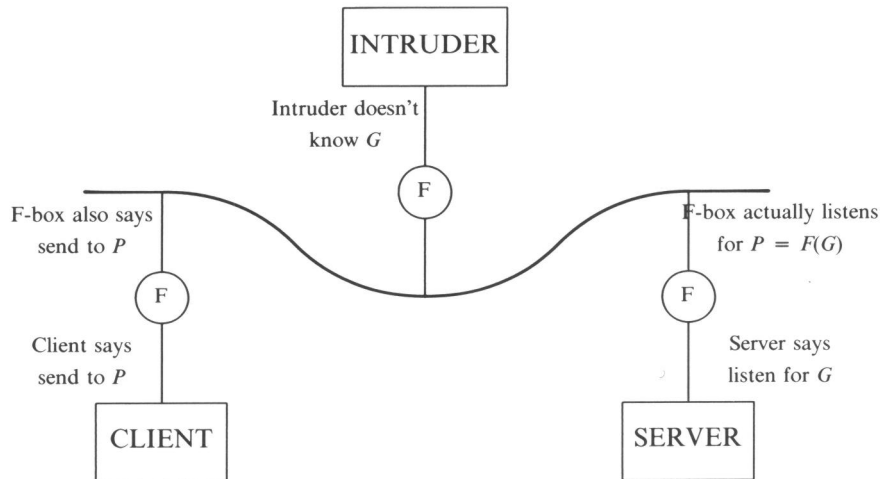 INTRUDER
Intruder doesn't
know G
F
F-box also says
send to P
F-box actually listens
for P = F(G)
F
F
Client says
send to P
Server says
listen for G
CLIENT
SERVER